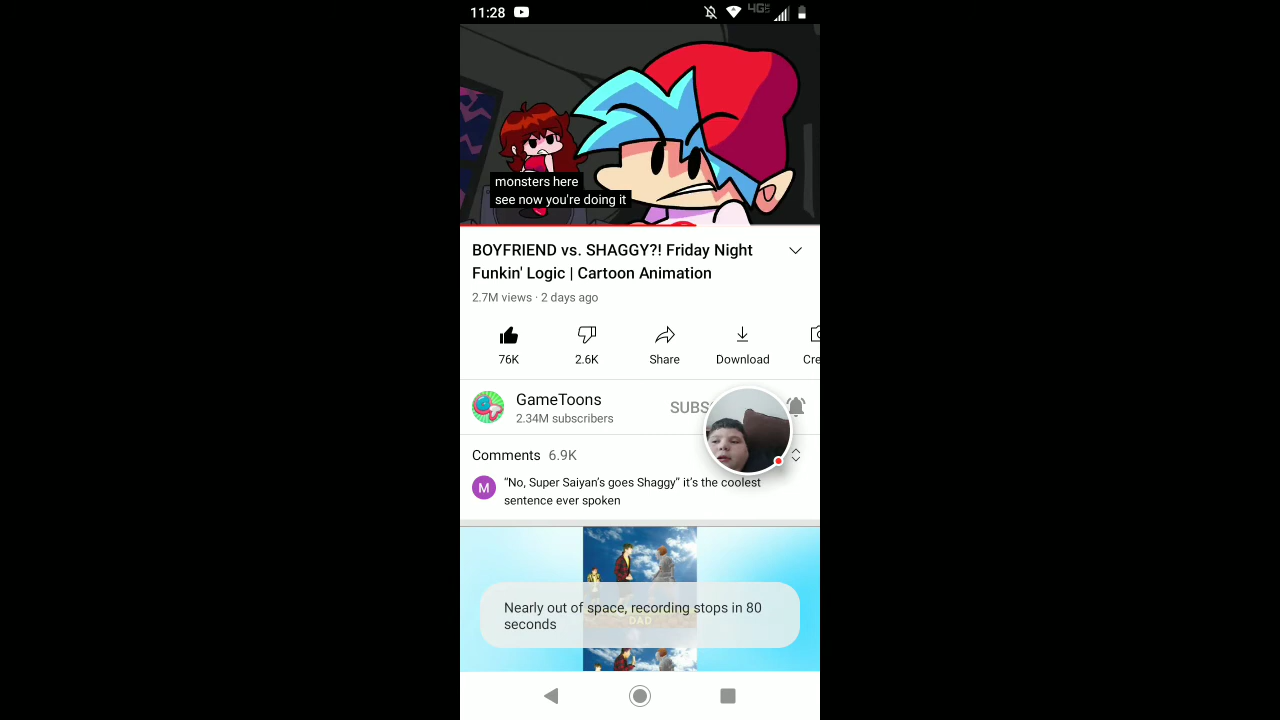 11:28
4G
monsters here
see now you're doing it
BOYFRIEND vs. SHAGGY?! Friday Night
Funkin' Logic | Cartoon Animation
2.7M views · 2 days ago
76K
2.6K
Share
Download
Cre
GameToons
SUBS
2.34M subscribers
Comments 6.9K
M
“No, Super Saiyan’s goes Shaggy” it’s the coolest
sentence ever spoken
Nearly out of space, recording stops in 80
seconds
DAD